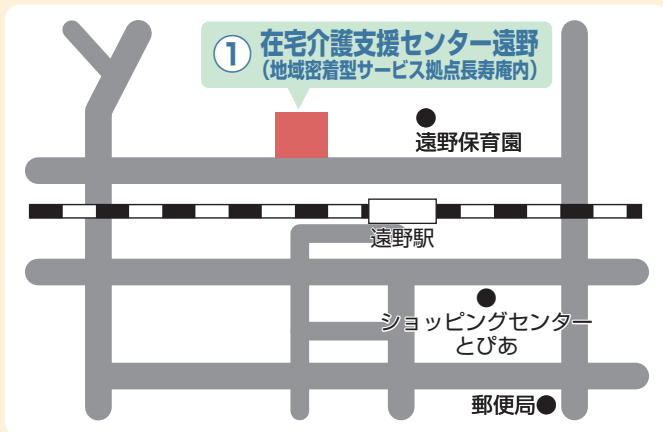 ① 在宅介護支援センター遠野
（地域密着型サービス拠点長寿庵内）
遠野保育園
遠野駅
ショッピングセンター
とぴあ
郵便局